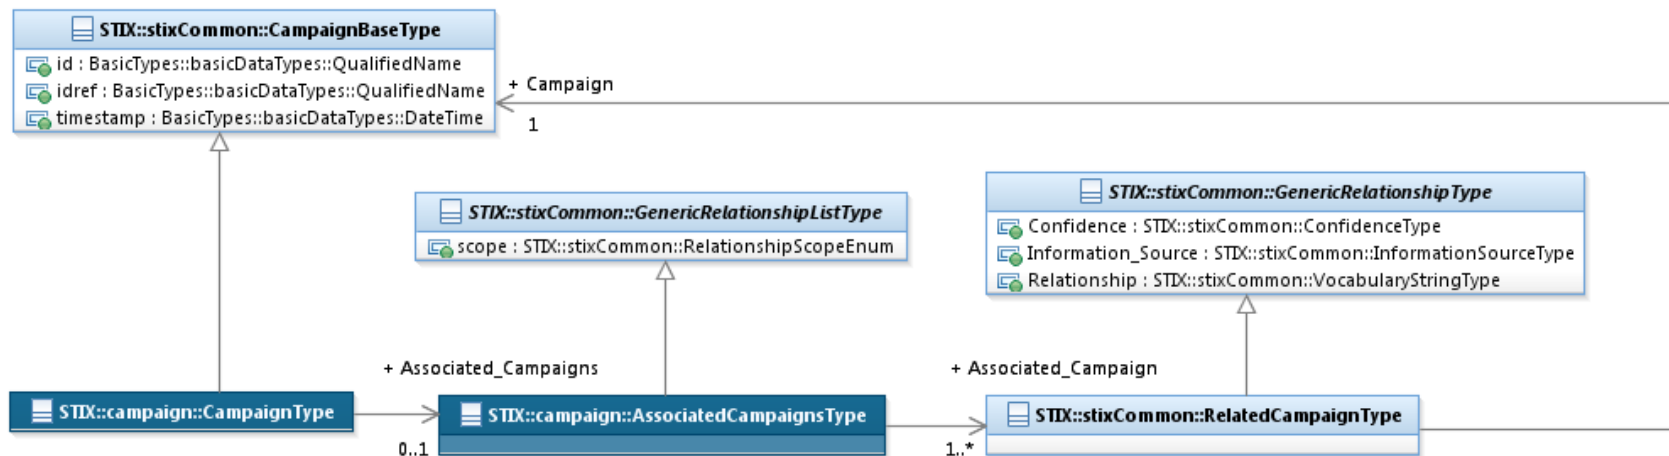 STIX::stixCommon::CampaignBaseType
id : BasicTypes::basicDataTypes::QualifiedName
idref : BasicTypes::basicDataTypes::QualifiedName
timestamp : BasicTypes::basicDataTypes::DateTime
+ Campaign
1
STIX::stixCommon::GenericRelationshipListType
scope : STIX::stixCommon::RelationshipScopeEnum
STIX::stixCommon::GenericRelationshipType
Confidence : STIX::stixCommon::ConfidenceType
Information_Source : STIX::stixCommon::InformationSourceType
Relationship : STIX::stixCommon::VocabularyStringType
+ Associated_Campaigns
+ Associated_Campaign
STIX::campaign::CampaignType
STIX::campaign::AssociatedCampaignsType
STIX::stixCommon::RelatedCampaignType
0..1
1..*